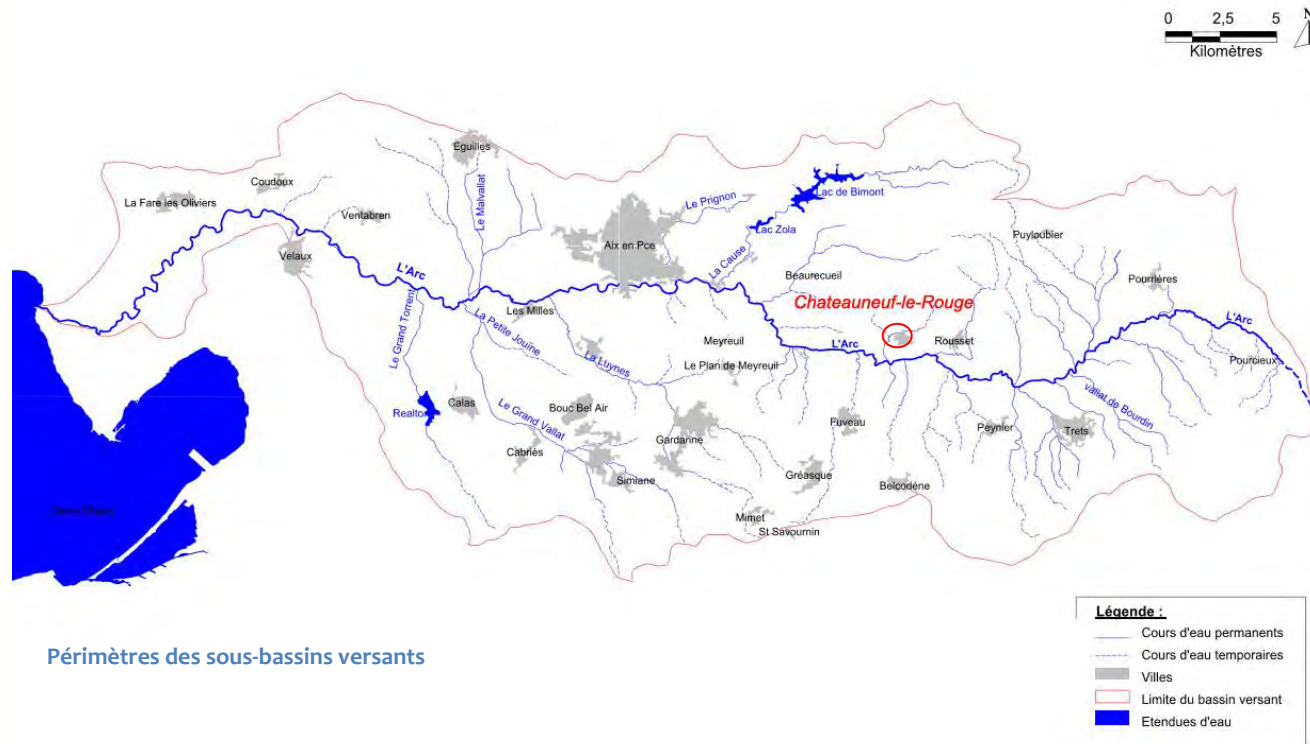 0 2,5 5
N
Kilomètres
Eguilles
Coudoux
La Fare les Oliviers
Le Malvallat
Ventabren
Le Prignon
Lac de Bimont
Aix en Pce
Lac Zola
Velaux
L'Arc
La Cause
Beaurecueil
Puyloubier
Pourrières
Chateauneuf-le-Rouge
Les Milles
La Petite Jouine
Le Grand Torrent
La Luynes
Meyreuil
L'Arc
Rousset
L'Arc
Le Plan de Meyreuil
Pourcieux
Realtor
Calas
Le Grand Vallat
Bouc Bel Air
vallat de Bourdin
Cabriès
Gardanne
Fuveau
Peynier
Trets
Simiane
Gréasque
Belcodène
Mimet
St Savournin
Légende :
Cours d'eau permanents
Cours d'eau temporaires
Villes
Limite du bassin versant
Etendues d'eau
Périmètres des sous-bassins versants